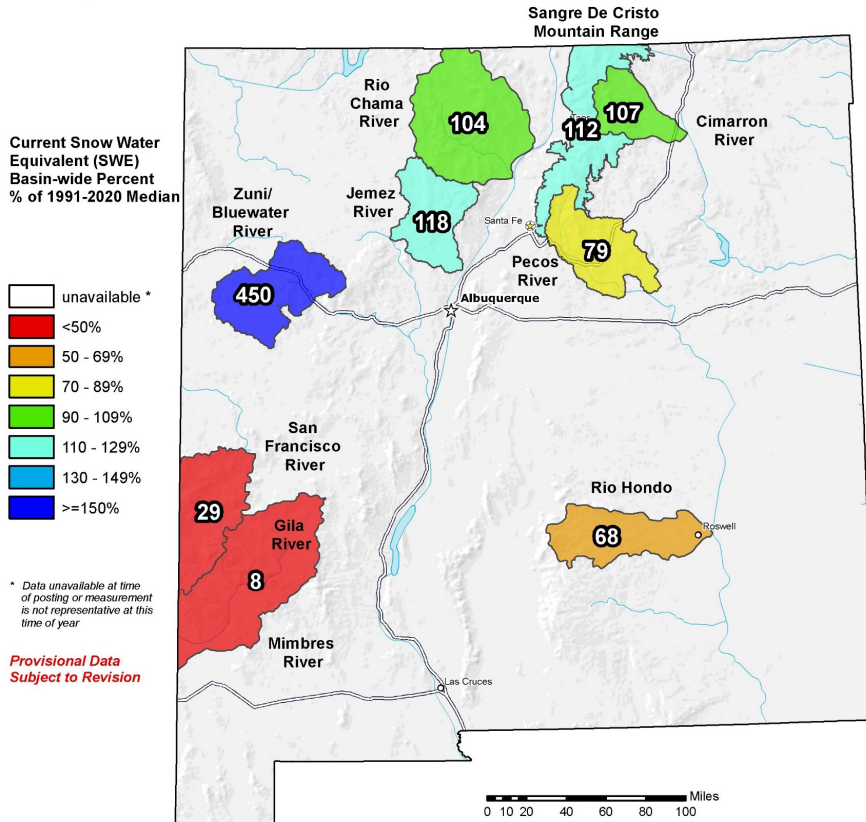 Sangre De Cristo
Mountain Range
Rio
Chama
River
104
107
112
Cimarron
River
Current Snow Water
Equivalent (SWE)
Basin-wide Percent
% of 1991-2020 Median
Zuni/
Bluewater
River
Jemez
River
118
Santa Fe
79
Pecos
River
450
Albuquerque
unavailable *
<50%
50 - 69%
70 - 89%
90 - 109%
110 - 129%
130 - 149%
>=150%
San
Francisco
River
29
Gila
River
8
Rio Hondo
68
Roswell
* Data unavailable at time
of posting or measurement
is not representative at this
time of year
Mimbres
River
Provisional Data
Subject to Revision
Las Cruces
Miles
0 10 20 40 60 80 100